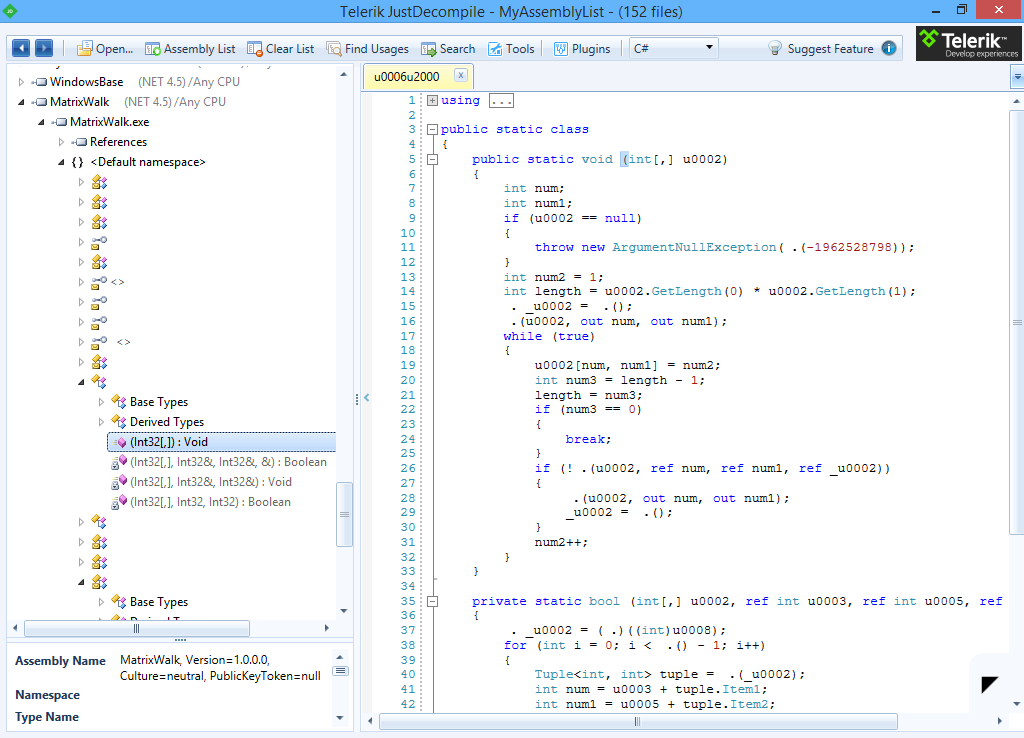 Telerik JustDecompile - MyAssemblyList - (152 files)
Open... Assembly List Clear List Find Usages Search Tools Plugins C# Suggest Feature
Telerik™
Develop experiences
WindowsBase (NET 4.5)/Any CPU
MatrixWalk (NET 4.5)/Any CPU
MatrixWalk.exe
References
{} <Default namespace>
<>
<>
Base Types
Derived Types
(Int32[,]) : Void
(Int32[,], Int32&, Int32&, &) : Boolean
(Int32[,], Int32&, Int32&) : Void
(Int32[,], Int32, Int32) : Boolean
Base Types
Assembly Name MatrixWalk, Version=1.0.0.0,
Culture=neutral, PublicKeyToken=null
Namespace
Type Name
u0006u2000 x
1 using ...
2
3 public static class
4 {
5 public static void (int[,] u0002)
6 {
7 int num;
8 int num1;
9 if (u0002 == null)
10 {
11 throw new ArgumentNullException( .(-1962528798));
12 }
13 int num2 = 1;
14 int length = u0002.GetLength(0) * u0002.GetLength(1);
15 . _u0002 = .();
16 .(u0002, out num, out num1);
17 while (true)
18 {
19 u0002[num, num1] = num2;
20 int num3 = length - 1;
21 length = num3;
22 if (num3 == 0)
23 {
24 break;
25 }
26 if (! .(u0002, ref num, ref num1, ref _u0002))
27 {
28 .(u0002, out num, out num1);
29 _u0002 = .();
30 }
31 num2++;
32 }
33 }
34
35 private static bool (int[,] u0002, ref int u0003, ref int u0005, ref
36 {
37 . _u0002 = ( .)((int)u0008);
38 for (int i = 0; i < .() - 1; i++)
39 {
40 Tuple<int, int> tuple = .(_u0002);
41 int num = u0003 + tuple.Item1;
42 int num1 = u0005 + tuple.Item2;